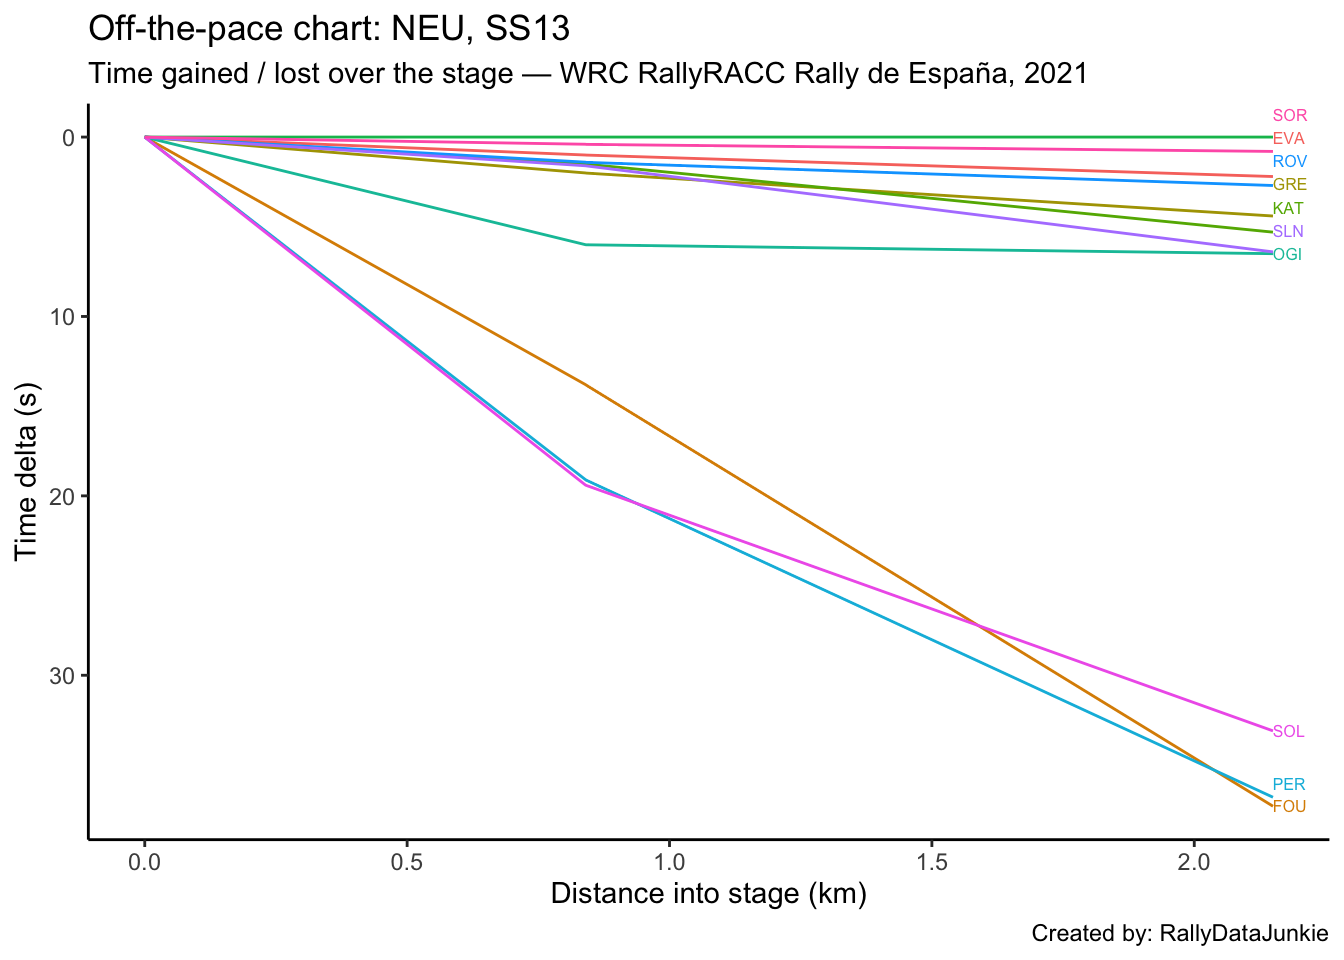 Off-the-pace chart: NEU, SS13
Time gained / lost over the stage — WRC RallyRACC Rally de España, 2021
SOR
0
EVA
ROV
GRE
KAT
SLN
OGI
10
Time delta (s)
20
30
SOL
PER
FOU
0.0 0.5 1.0 1.5 2.0
Distance into stage (km)
Created by: RallyDataJunkie